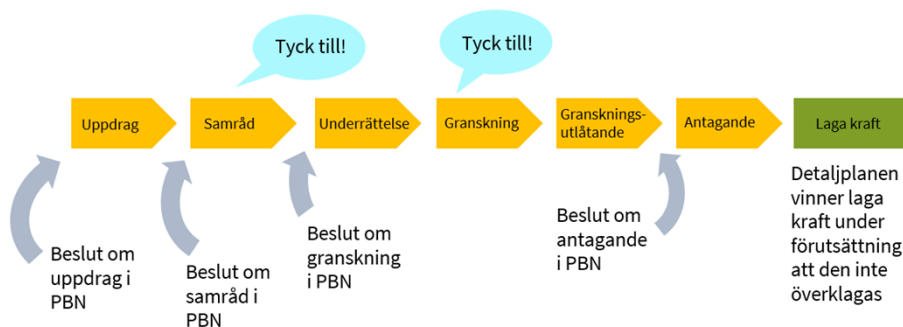 Tyck till!
Tyck till!
Uppdrag
Samråd
Underrättelse
Granskning
Gransknings-
utlåtande
Antagande
Laga kraft
Beslut om
uppdrag i
PBN
Beslut om
samråd i
PBN
Beslut om
granskning
i PBN
Beslut om
antagande
i PBN
Detaljplanen
vinner laga
kraft under
förutsättning
att den inte
överklagas